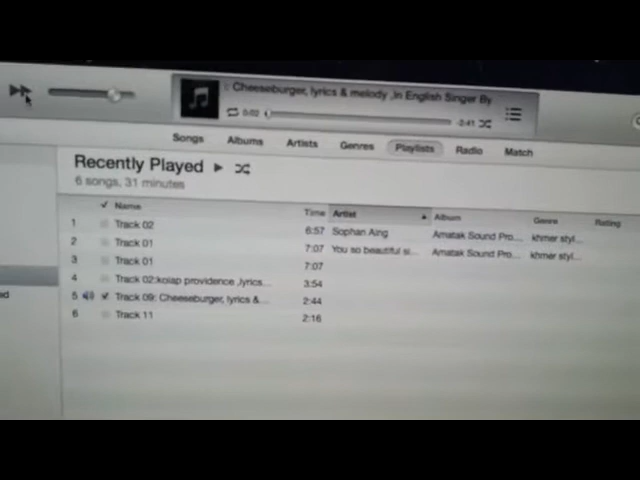 Cheeseburger, lyrics & melody ,in English Singer By
0:02
-2:41
Songs Albums Artists Genres Playlists Radio Match
Recently Played
6 songs, 31 minutes
Name Time Artist Album Genre Rating
1 Track 02 6:57 Sophan Aing Amatak Sound Pro... khmer styl...
2 Track 01 7:07 You so beautiful si... Amatak Sound Pro... khmer styl...
3 Track 01 7:07
4 Track 02:kolap providence ,lyrics... 3:54
5 Track 09: Cheeseburger, lyrics &... 2:44
6 Track 11 2:16